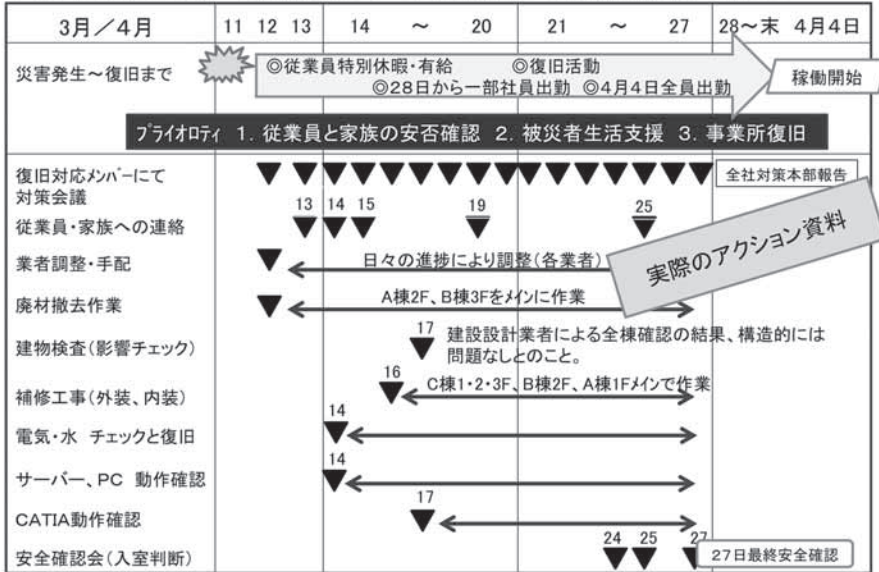 3月／4月 11 12 13 14 ～ 20 21 ～ 27 28～末 4月4日
災害発生～復旧まで
◎従業員特別休暇・有給 ◎復旧活動
◎28日から一部社員出勤 ◎4月4日全員出勤
稼働開始
プライオロティ 1. 従業員と家族の安否確認 2. 被災者生活支援 3. 事業所復旧
復旧対応メンバーにて
対策会議
全社対策本部報告
従業員・家族への連絡
13 14 15 19 25
実際のアクション資料
業者調整・手配
日々の進捗により調整(各業者)
廃材撤去作業
A棟2F、B棟3Fをメインに作業
建物検査(影響チェック)
17
建設設計業者による全棟確認の結果、構造的には
問題なしとのこと。
補修工事(外装、内装)
16
C棟1・2・3F、B棟2F、A棟1Fメインで作業
電気・水 チェックと復旧
14
サーバー、PC 動作確認
14
CATIA動作確認
17
安全確認会(入室判断)
24 25 27
27日最終安全確認